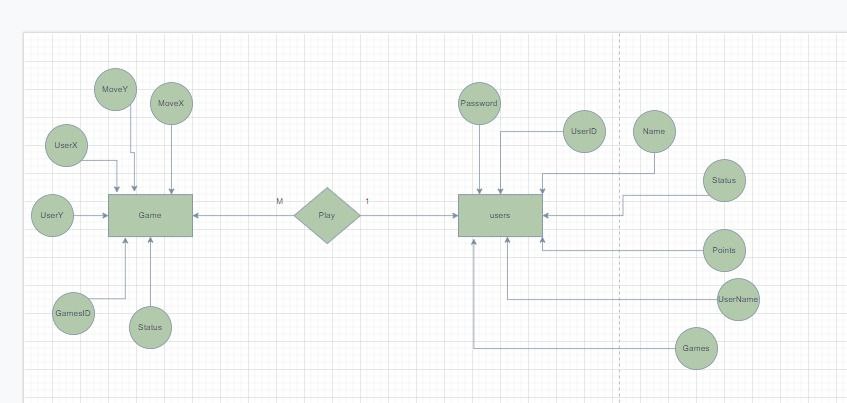 MoveY
MoveX
Password
UserID
Name
UserX
Status
UserY
Game
M
Play
1
users
Points
UserName
GamesID
Status
Games